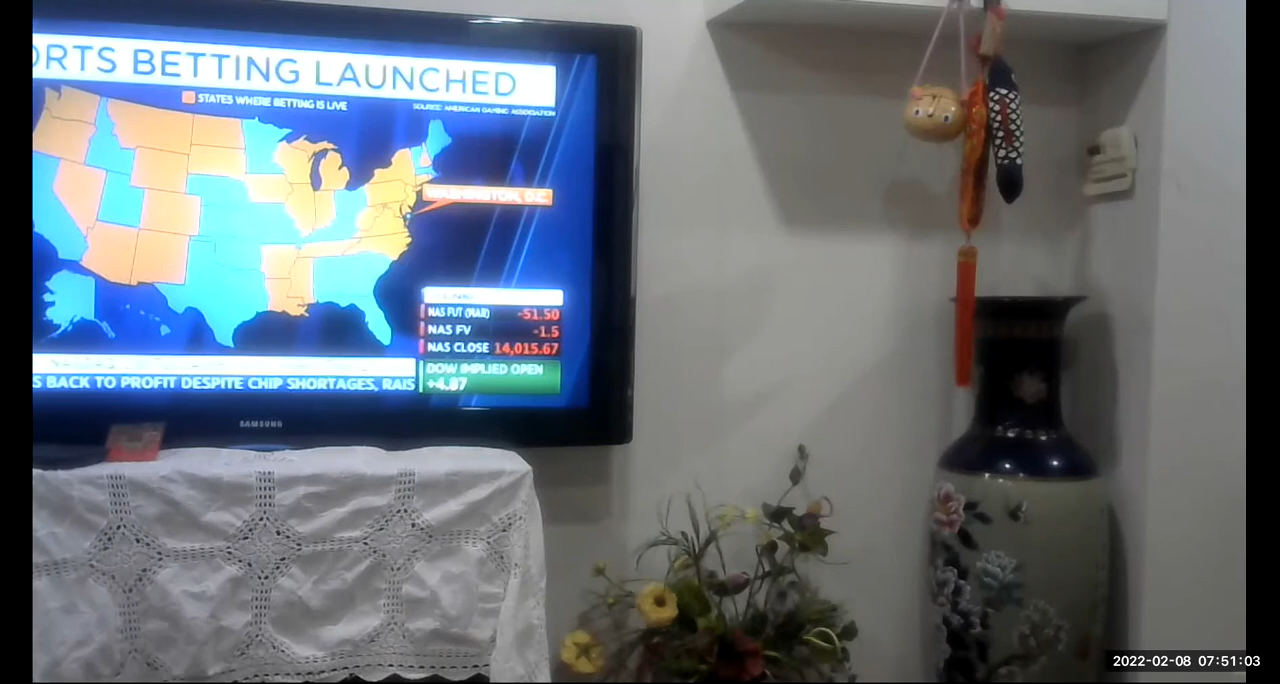 ORTS BETTING LAUNCHED
STATES WHERE BETTING IS LIVE
SOURCE: AMERICAN GAMING ASSOCIATION
WASHINGTON, D.C.
NAS FUT (MAR) -51.50
NAS FV -1.5
NAS CLOSE 14,015.67
DOW IMPLIED OPEN
+4.87
S BACK TO PROFIT DESPITE CHIP SHORTAGES, RAIS
SAMSUNG
2022-02-08 07:51:03